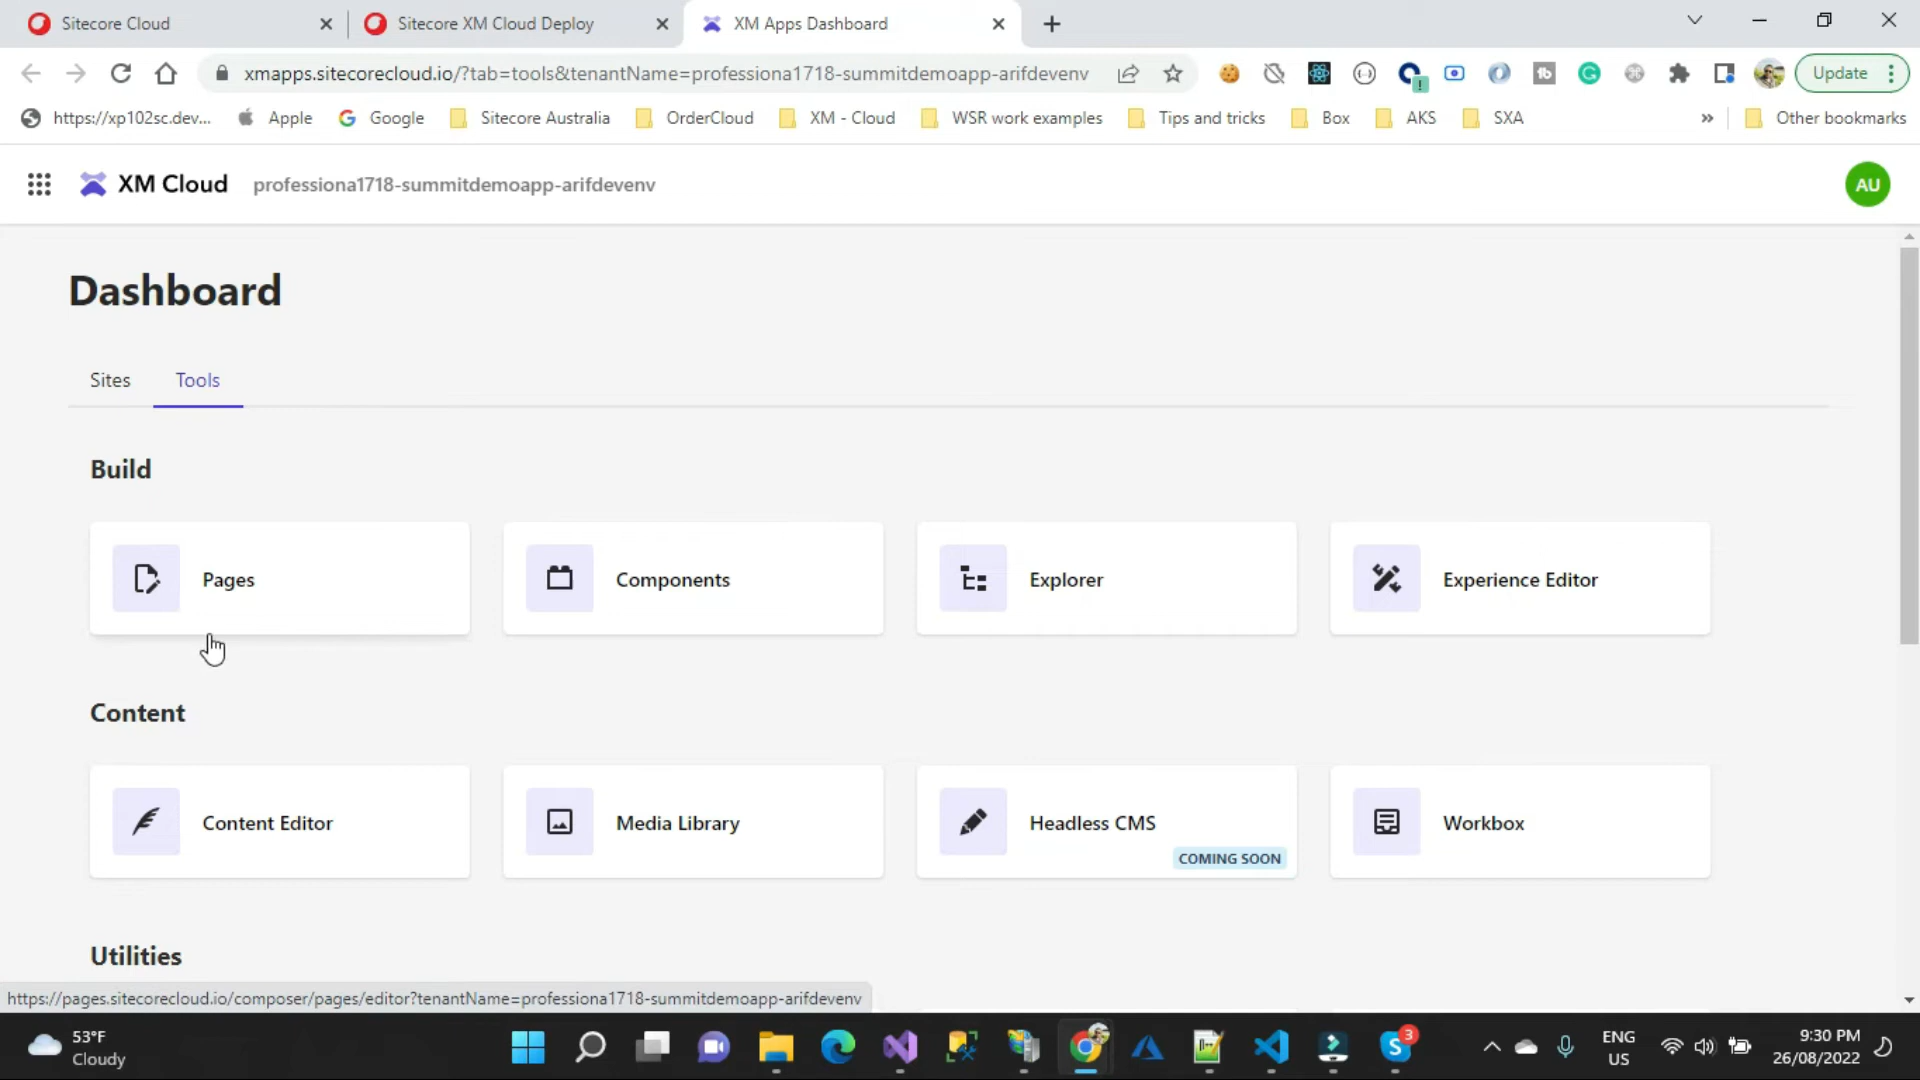 Sitecore Cloud
Sitecore XM Cloud Deploy
XM Apps Dashboard
xmapps.sitecorecloud.io/?tab=tools&tenantName=professiona1718-summitdemoapp-arifdevenv
Update
https://xp102sc.dev...
Apple
Google
Sitecore Australia
OrderCloud
XM - Cloud
WSR work examples
Tips and tricks
Box
AKS
SXA
»
Other bookmarks
XM Cloud
professiona1718-summitdemoapp-arifdevenv
AU
Dashboard
Sites
Tools
Build
Pages
Components
Explorer
Experience Editor
Content
Content Editor
Media Library
Headless CMS
COMING SOON
Workbox
Utilities
https://pages.sitecorecloud.io/composer/pages/editor?tenantName=professiona1718-summitdemoapp-arifdevenv
53°F
Cloudy
3
ENG
US
9:30 PM
26/08/2022